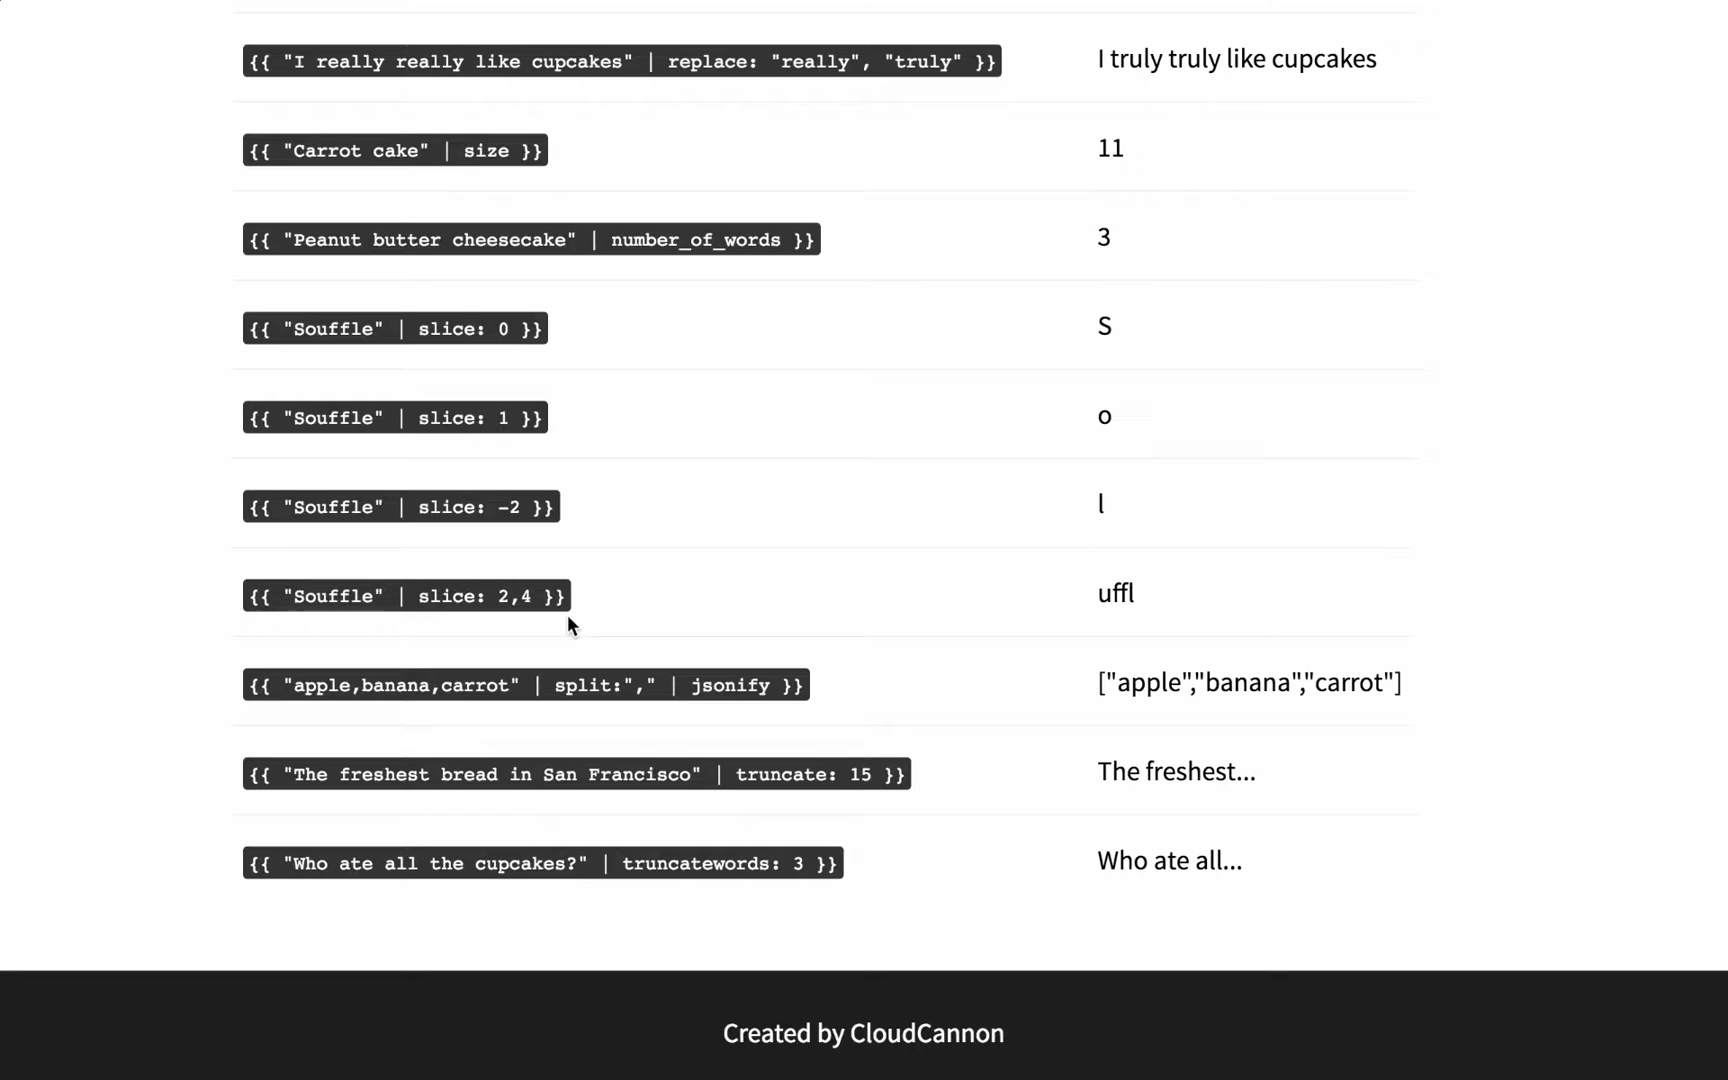 {{ "I really really like cupcakes" | replace: "really", "truly" }} I truly truly like cupcakes
{{ "Carrot cake" | size }} 11
{{ "Peanut butter cheesecake" | number_of_words }} 3
{{ "Souffle" | slice: 0 }} S
{{ "Souffle" | slice: 1 }} o
{{ "Souffle" | slice: -2 }} l
{{ "Souffle" | slice: 2,4 }} uffl
{{ "apple,banana,carrot" | split:"," | jsonify }} ["apple","banana","carrot"]
{{ "The freshest bread in San Francisco" | truncate: 15 }} The freshest...
{{ "Who ate all the cupcakes?" | truncatewords: 3 }} Who ate all...
Created by CloudCannon